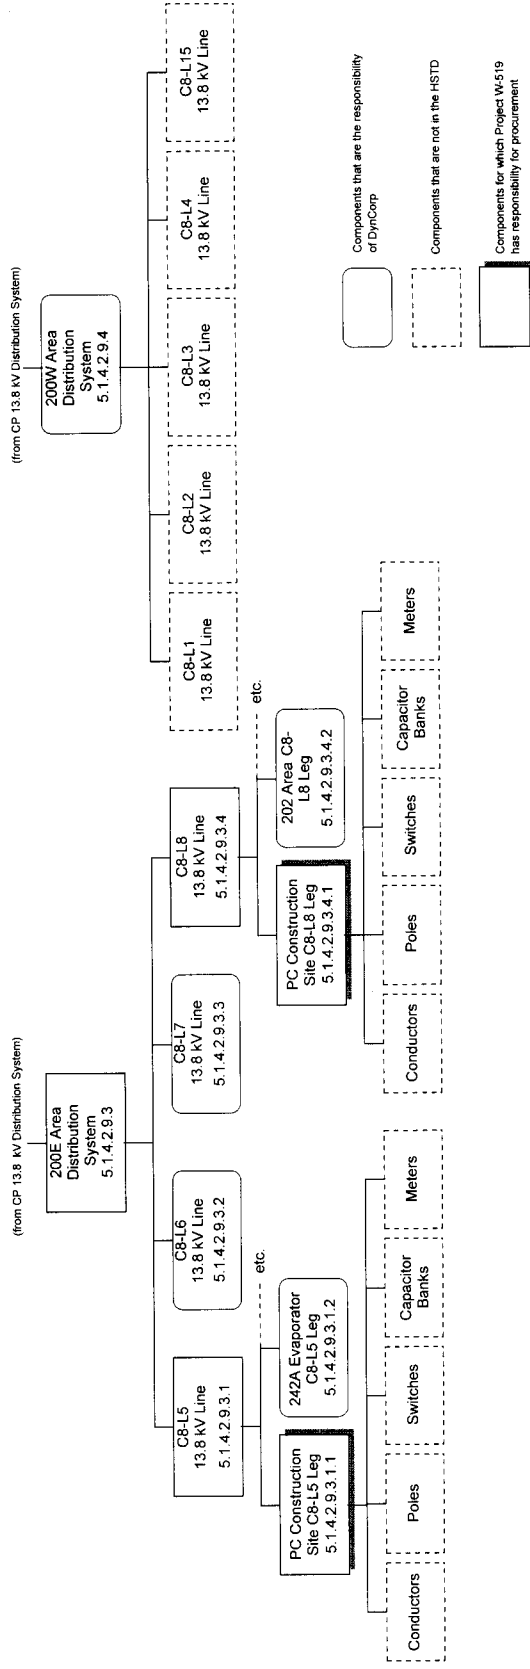 (from CP 13.8 kV Distribution System)
200E Area
Distribution
System
5.1.4.2.9.3
C8-L5
13.8 kV Line
5.1.4.2.9.3.1
C8-L6
13.8 kV Line
5.1.4.2.9.3.2
C8-L7
13.8 kV Line
5.1.4.2.9.3.3
C8-L8
13.8 kV Line
5.1.4.2.9.3.4
PC Construction
Site C8-L5 Leg
5.1.4.2.9.3.1.1
242A Evaporator
C8-L5 Leg
5.1.4.2.9.3.1.2
etc.
Conductors
Poles
Switches
Capacitor
Banks
Meters
PC Construction
Site C8-L8 Leg
5.1.4.2.9.3.4.1
202 Area C8-
L8 Leg
5.1.4.2.9.3.4.2
etc.
Conductors
Poles
Switches
Capacitor
Banks
Meters
(from CP 13.8 kV Distribution System)
200W Area
Distribution
System
5.1.4.2.9.4
C8-L1
13.8 kV Line
C8-L2
13.8 kV Line
C8-L3
13.8 kV Line
C8-L4
13.8 kV Line
C8-L15
13.8 kV Line
Components that are the responsibility
of DynCorp
Components that are not in the HSTD
Components for which Project W-519
has responsibility for procurement